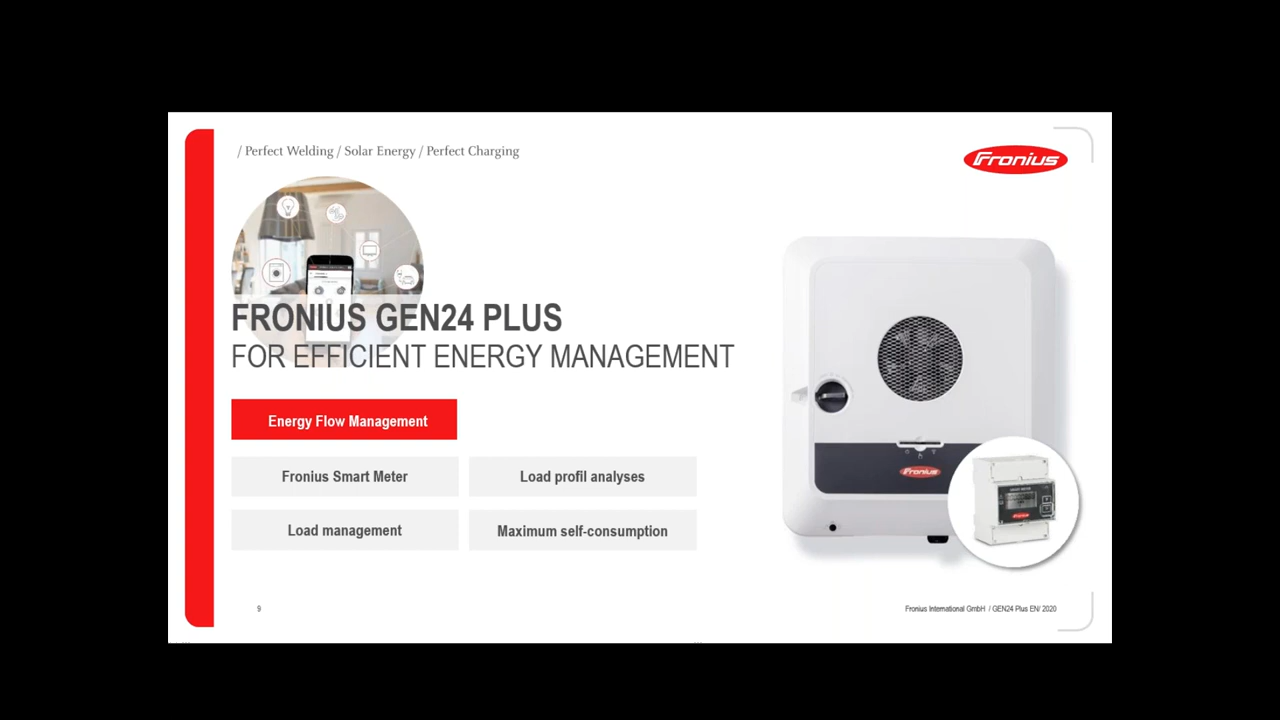 / Perfect Welding / Solar Energy / Perfect Charging
Fronius
FRONIUS GEN24 PLUS
FOR EFFICIENT ENERGY MANAGEMENT
Energy Flow Management
Fronius Smart Meter
Load profil analyses
Load management
Maximum self-consumption
Fronius
9
Fronius International GmbH / GEN24 Plus EN/ 2020